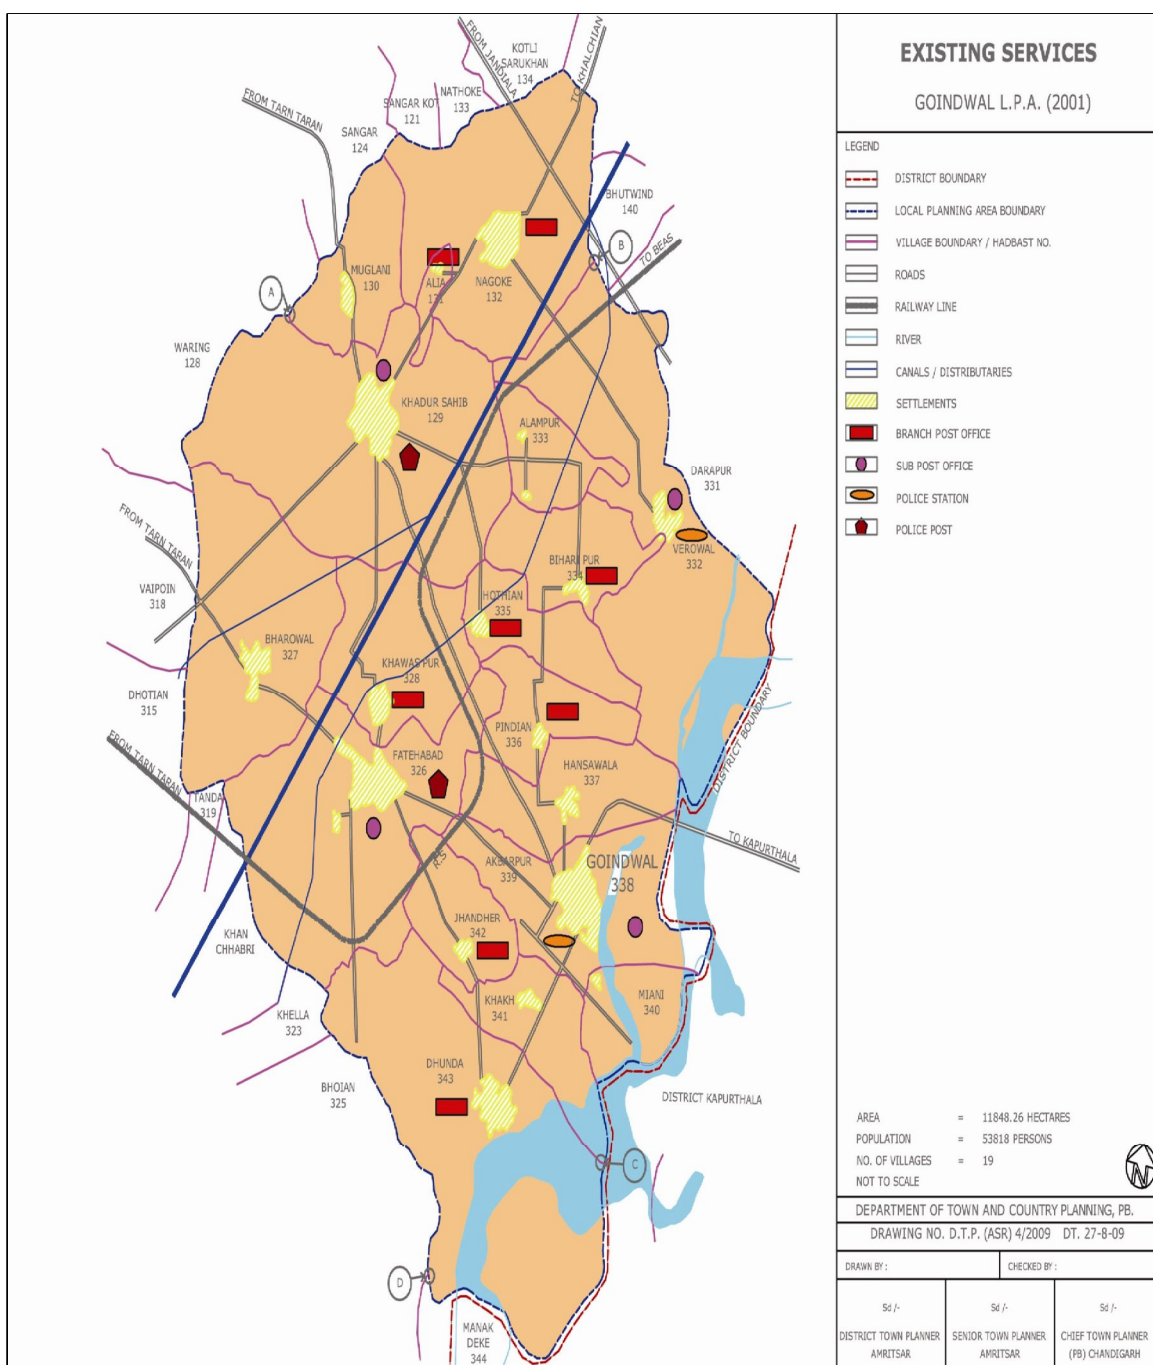 EXISTING SERVICES
GOINDWAL L.P.A. (2001)
LEGEND
DISTRICT BOUNDARY
LOCAL PLANNING AREA BOUNDARY
VILLAGE BOUNDARY / HADBAST NO.
ROADS
RAILWAY LINE
RIVER
CANALS / DISTRIBUTARIES
SETTLEMENTS
BRANCH POST OFFICE
SUB POST OFFICE
POLICE STATION
POLICE POST
FROM JANDIALA
KOTLI
SARUKHAN
134
TO KHALCHIAN
NATHOKE
133
SANGAR KOT
121
FROM TARN TARAN
SANGAR
124
BHUTWIND
140
B
TO BEAS
MUGLANI
130
ALIA
131
NAGOKE
132
A
WARING
128
KHADUR SAHIB
129
ALAMPUR
333
DARAPUR
331
VEROWAL
332
FROM TARN TARAN
BIHARI PUR
334
VAIPOIN
318
HOTHIAN
335
BHAROWAL
327
KHAWAS PUR
328
DHOTIAN
315
PINDIAN
336
DISTRICT BOUNDARY
FROM TARN TARAN
FATEHABAD
326
HANSAWALA
337
TANDA
319
TO KAPURTHALA
R.S
AKBARPUR
339
GOINDWAL
338
JHANDHER
342
KHAN
CHHABRI
KHAKH
341
MIANI
340
KHELLA
323
DHUNDA
343
BHOIAN
325
DISTRICT KAPURTHALA
C
D
MANAK
DEKE
344
AREA = 11848.26 HECTARES
POPULATION = 53818 PERSONS
NO. OF VILLAGES = 19
NOT TO SCALE
N
DEPARTMENT OF TOWN AND COUNTRY PLANNING, PB.
DRAWING NO. D.T.P. (ASR) 4/2009 DT. 27-8-09
DRAWN BY : CHECKED BY :
Sd /- Sd /- Sd /-
DISTRICT TOWN PLANNER SENIOR TOWN PLANNER CHIEF TOWN PLANNER
AMRITSAR AMRITSAR (PB) CHANDIGARH